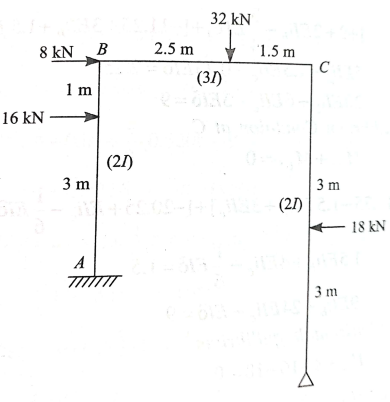 32 kN
8 kN B 2.5 m 1.5 m
C
(3I)
1 m
16 kN
(2I)
3 m 3 m
(2I)
18 kN
A
3 m